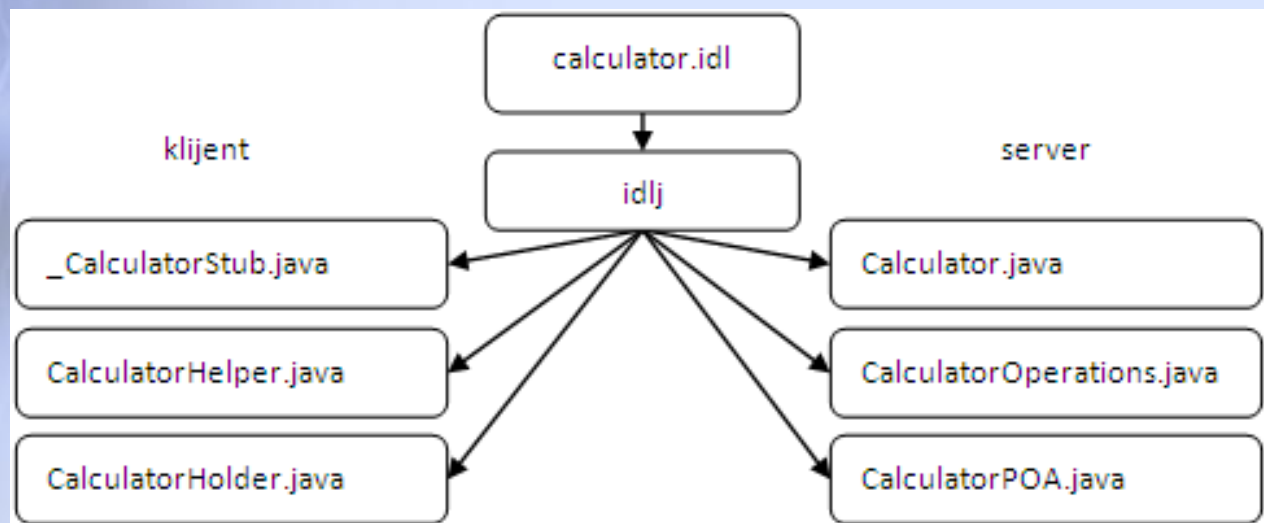 calculator.idl
klijent
server
idlj
_CalculatorStub.java
Calculator.java
CalculatorHelper.java
CalculatorOperations.java
CalculatorHolder.java
CalculatorPOA.java